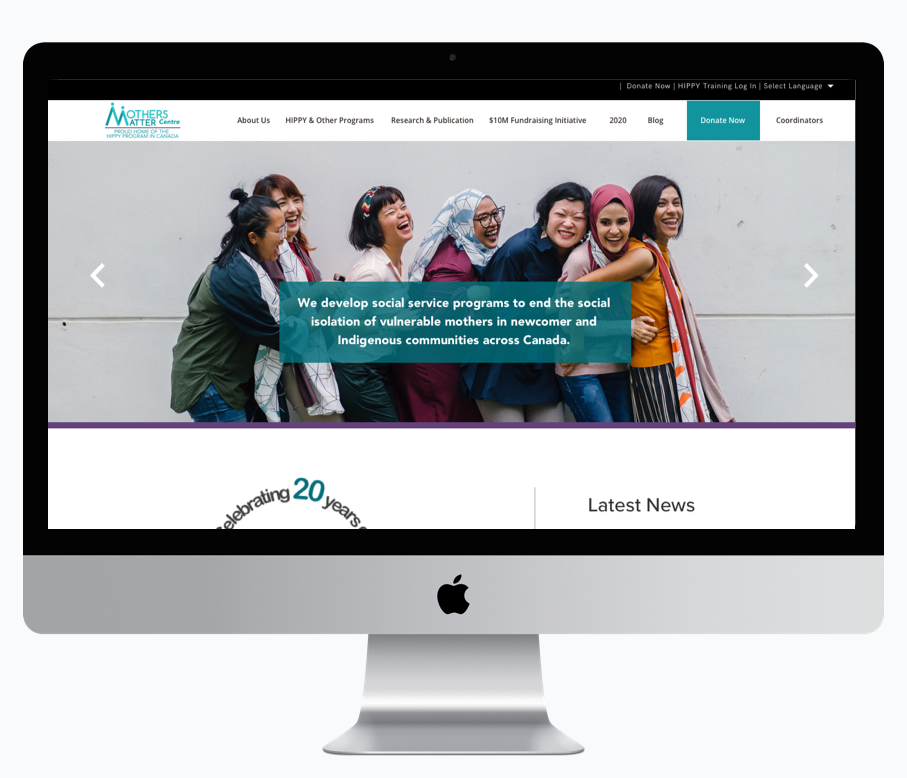 | Donate Now | HIPPY Training Log In | Select Language
MOTHERS
MATTER Centre
PROUD HOME OF THE
HIPPY PROGRAM IN CANADA
About Us
HIPPY & Other Programs
Research & Publication
$10M Fundraising Initiative
2020
Blog
Donate Now
Coordinators
We develop social service programs to end the social
isolation of vulnerable mothers in newcomer and
Indigenous communities across Canada.
elebrating 20 years
Latest News